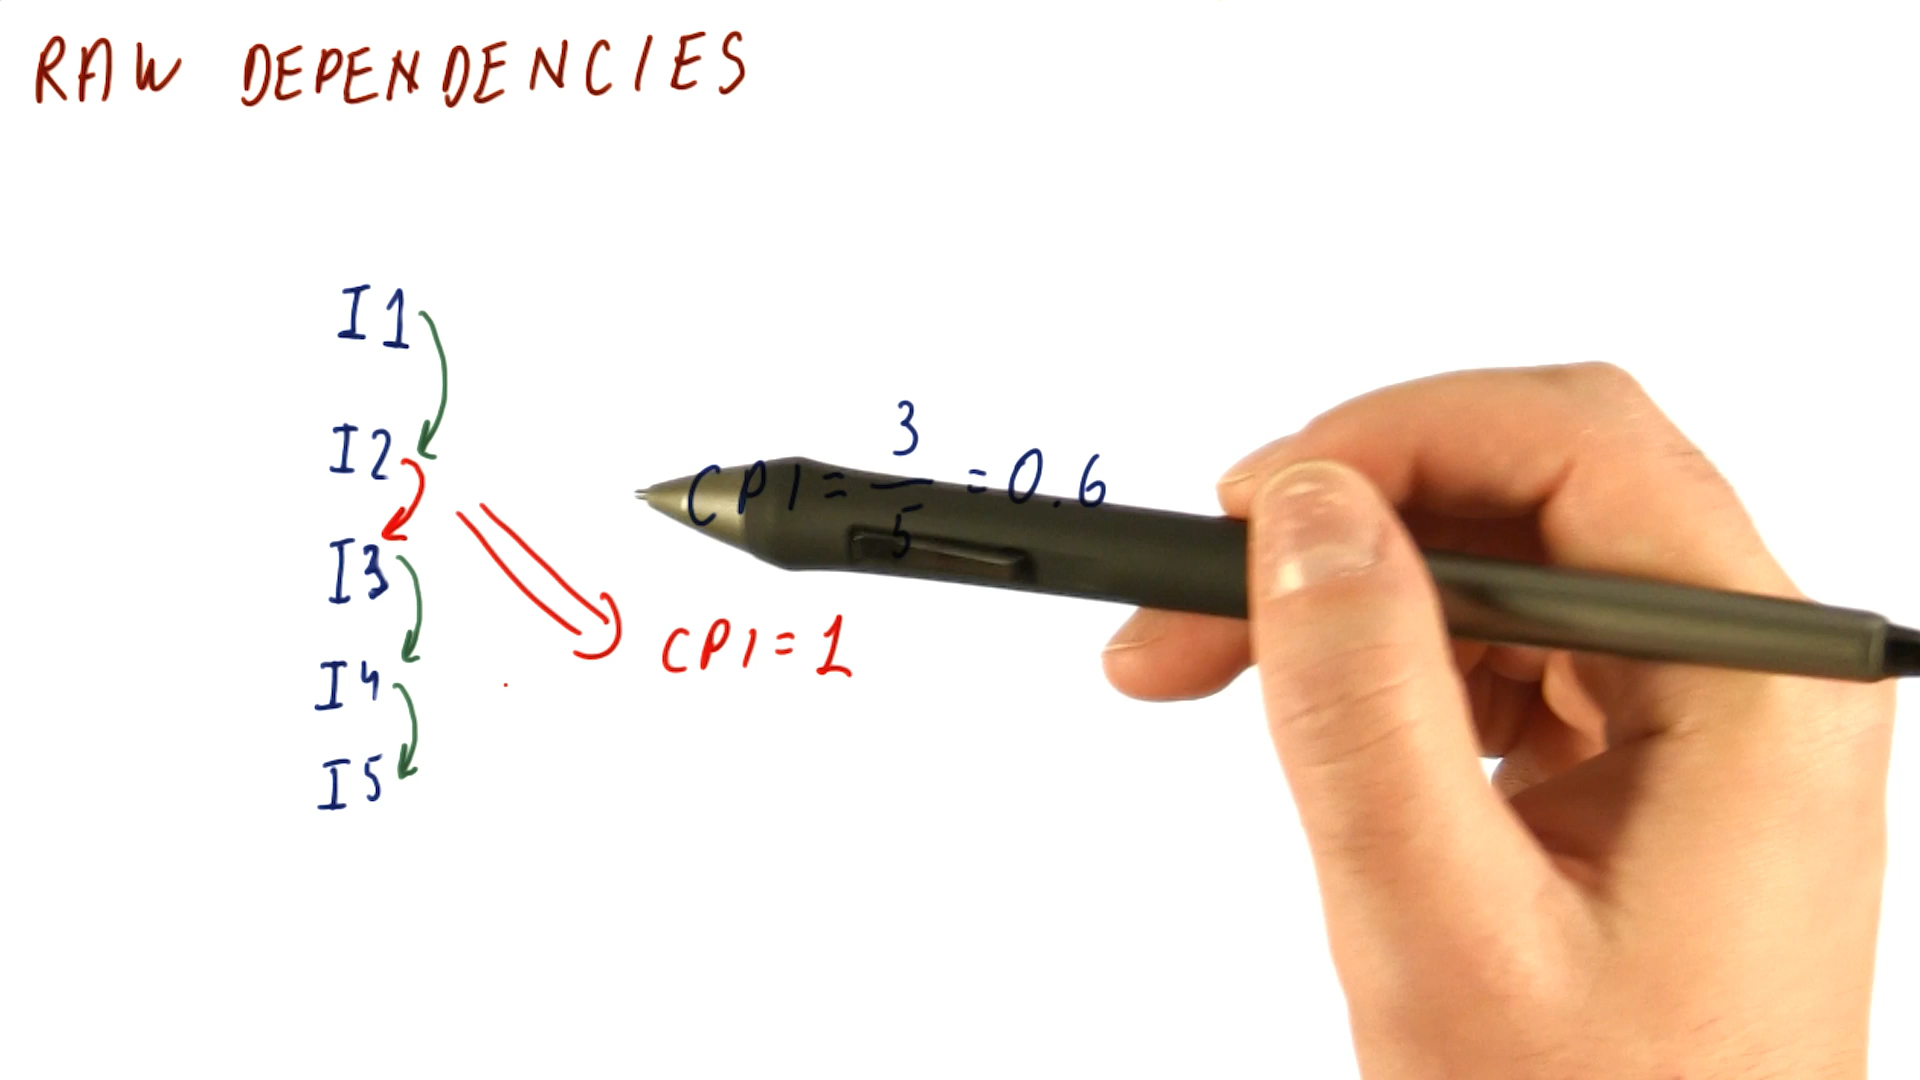 RAW DEPENDENCIES
I1
I2
I3
I4
I5
CPI = 3/5 = 0.6
CPI = 1